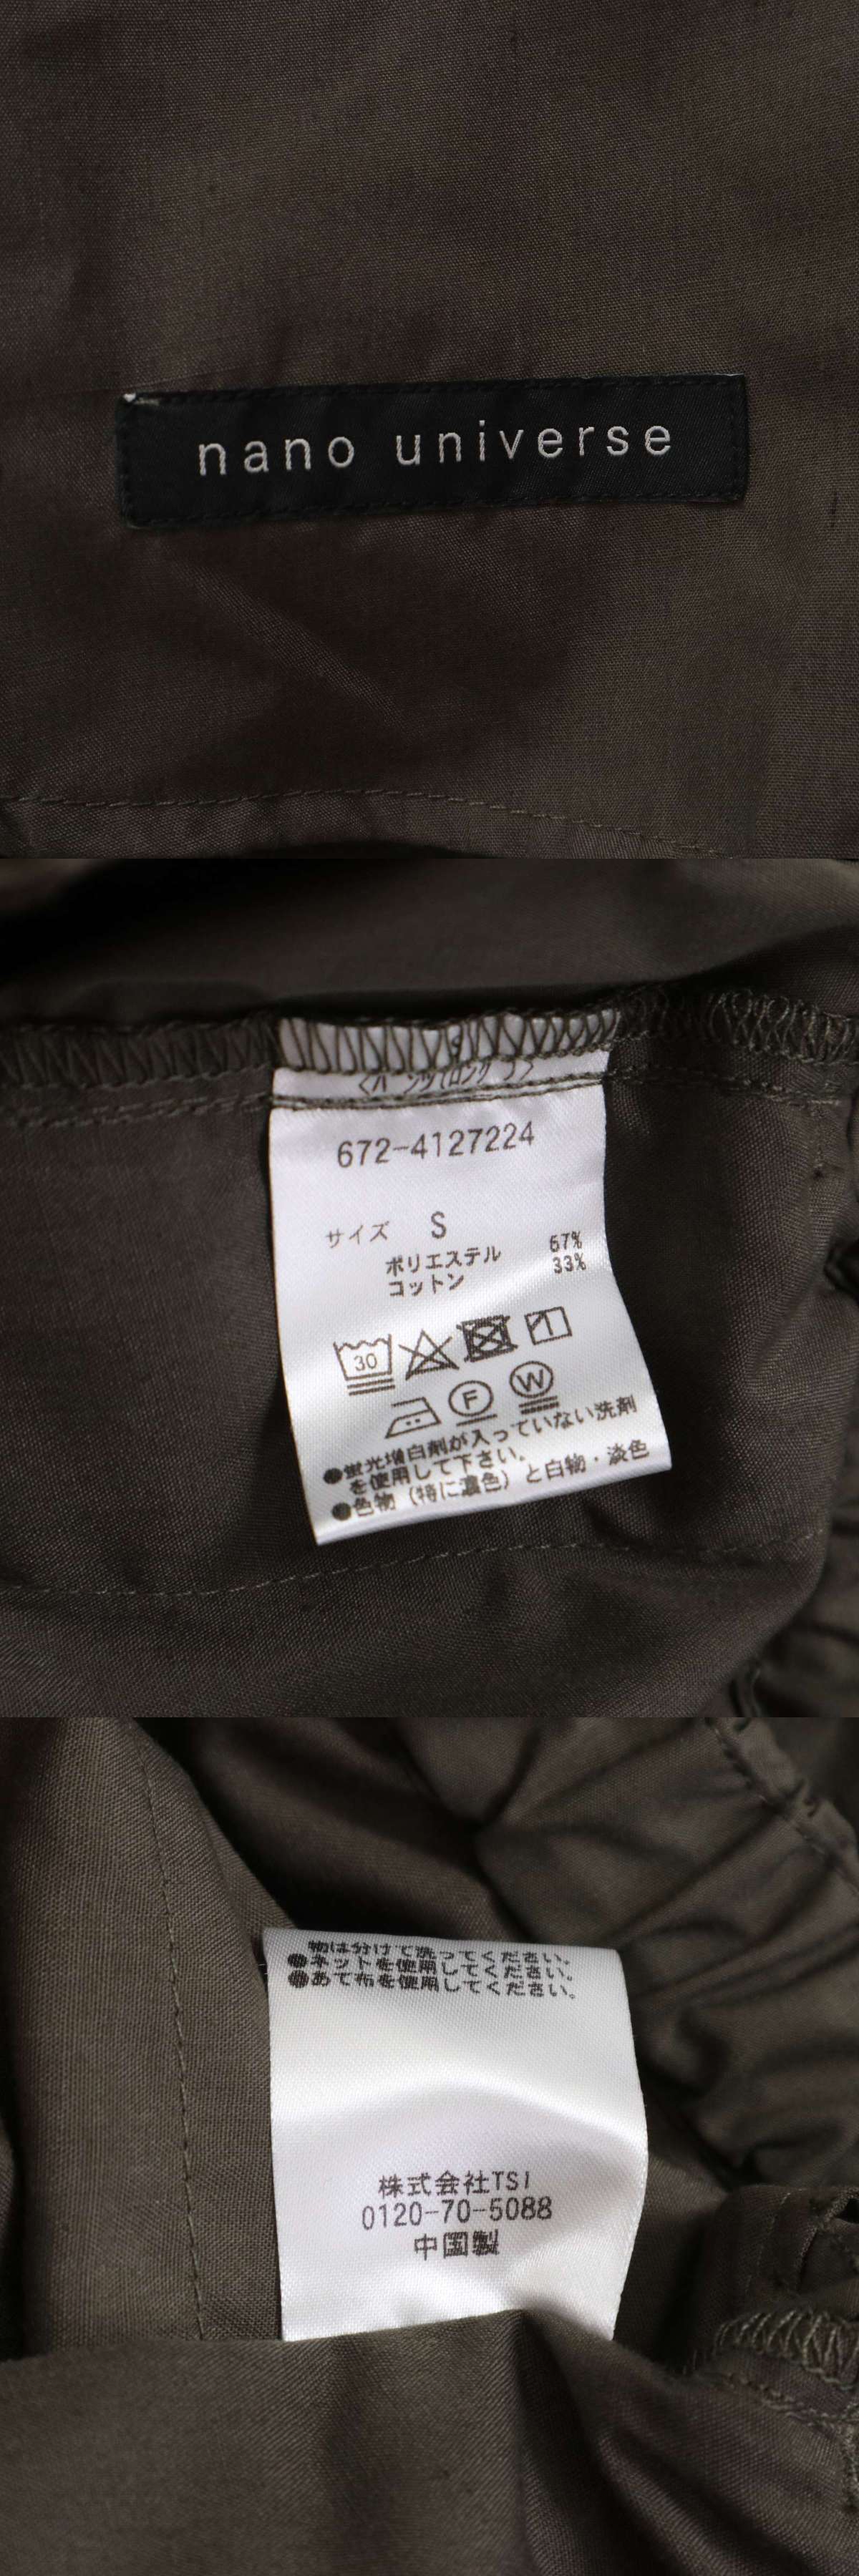 nano universe
672-4127224
サイズ S
ポリエステル 67%
コットン 33%
30
F
W
●蛍光増白剤が入っていない洗剤
を使用して下さい。
●色物（特に濃色）と白物・淡色
物は分けて洗ってください。
●ネットを使用してください。
●あて布を使用してください。
株式会社TSI
0120-70-5088
中国製